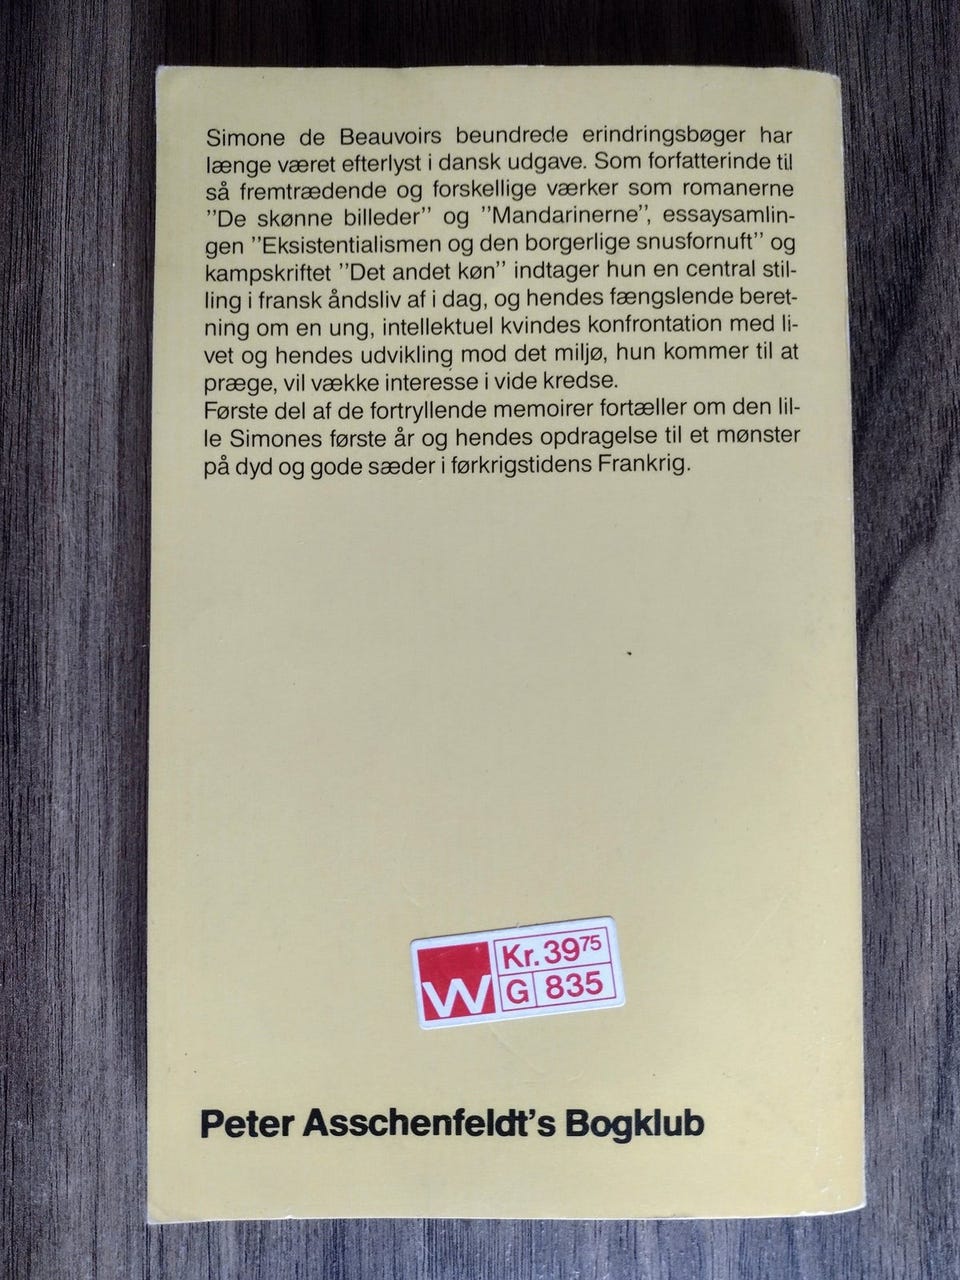 Simone de Beauvoirs beundrede erindringsbøger har
længe været efterlyst i dansk udgave. Som forfatterinde til
så fremtrædende og forskellige værker som romanerne
"De skønne billeder" og "Mandarinerne", essaysamlin-
gen "Eksistentialismen og den borgerlige snusfornuft" og
kampskriftet "Det andet køn" indtager hun en central stil-
ling i fransk åndsliv af i dag, og hendes fængslende beret-
ning om en ung, intellektuel kvindes konfrontation med li-
vet og hendes udvikling mod det miljø, hun kommer til at
præge, vil vække interesse i vide kredse.
Første del af de fortryllende memoirer fortæller om den lil-
le Simones første år og hendes opdragelse til et mønster
på dyd og gode sæder i førkrigstidens Frankrig.
W
Kr. 39 75
G 835
Peter Asschenfeldt's Bogklub